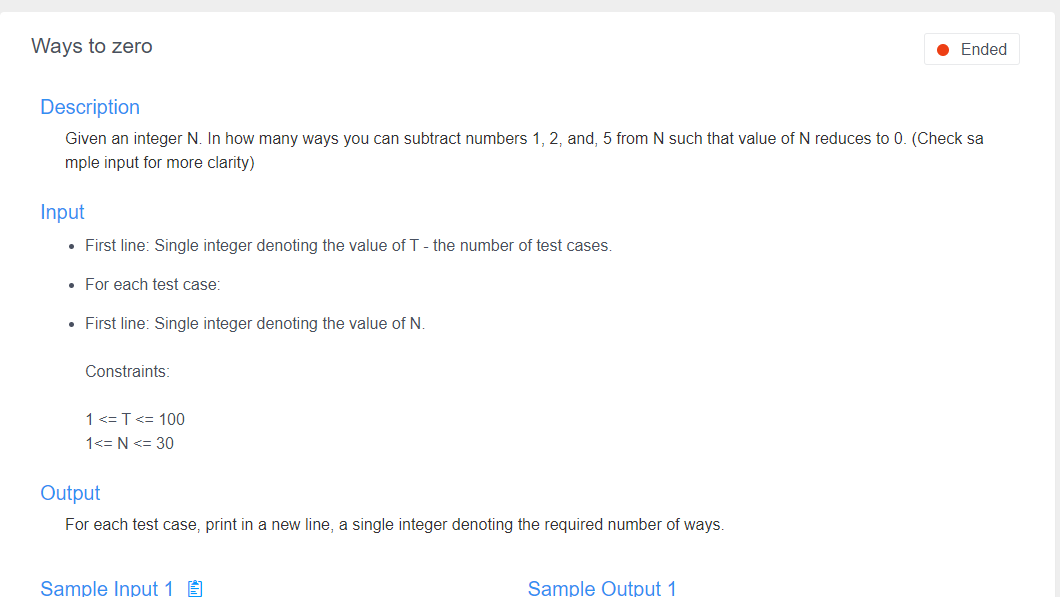 Ways to zero
Ended
Description
Given an integer N. In how many ways you can subtract numbers 1, 2, and, 5 from N such that value of N reduces to 0. (Check sa
mple input for more clarity)
Input
• First line: Single integer denoting the value of T - the number of test cases.
• For each test case:
• First line: Single integer denoting the value of N.
Constraints:
1 <= T <= 100
1<= N <= 30
Output
For each test case, print in a new line, a single integer denoting the required number of ways.
Sample Input 1
Sample Output 1